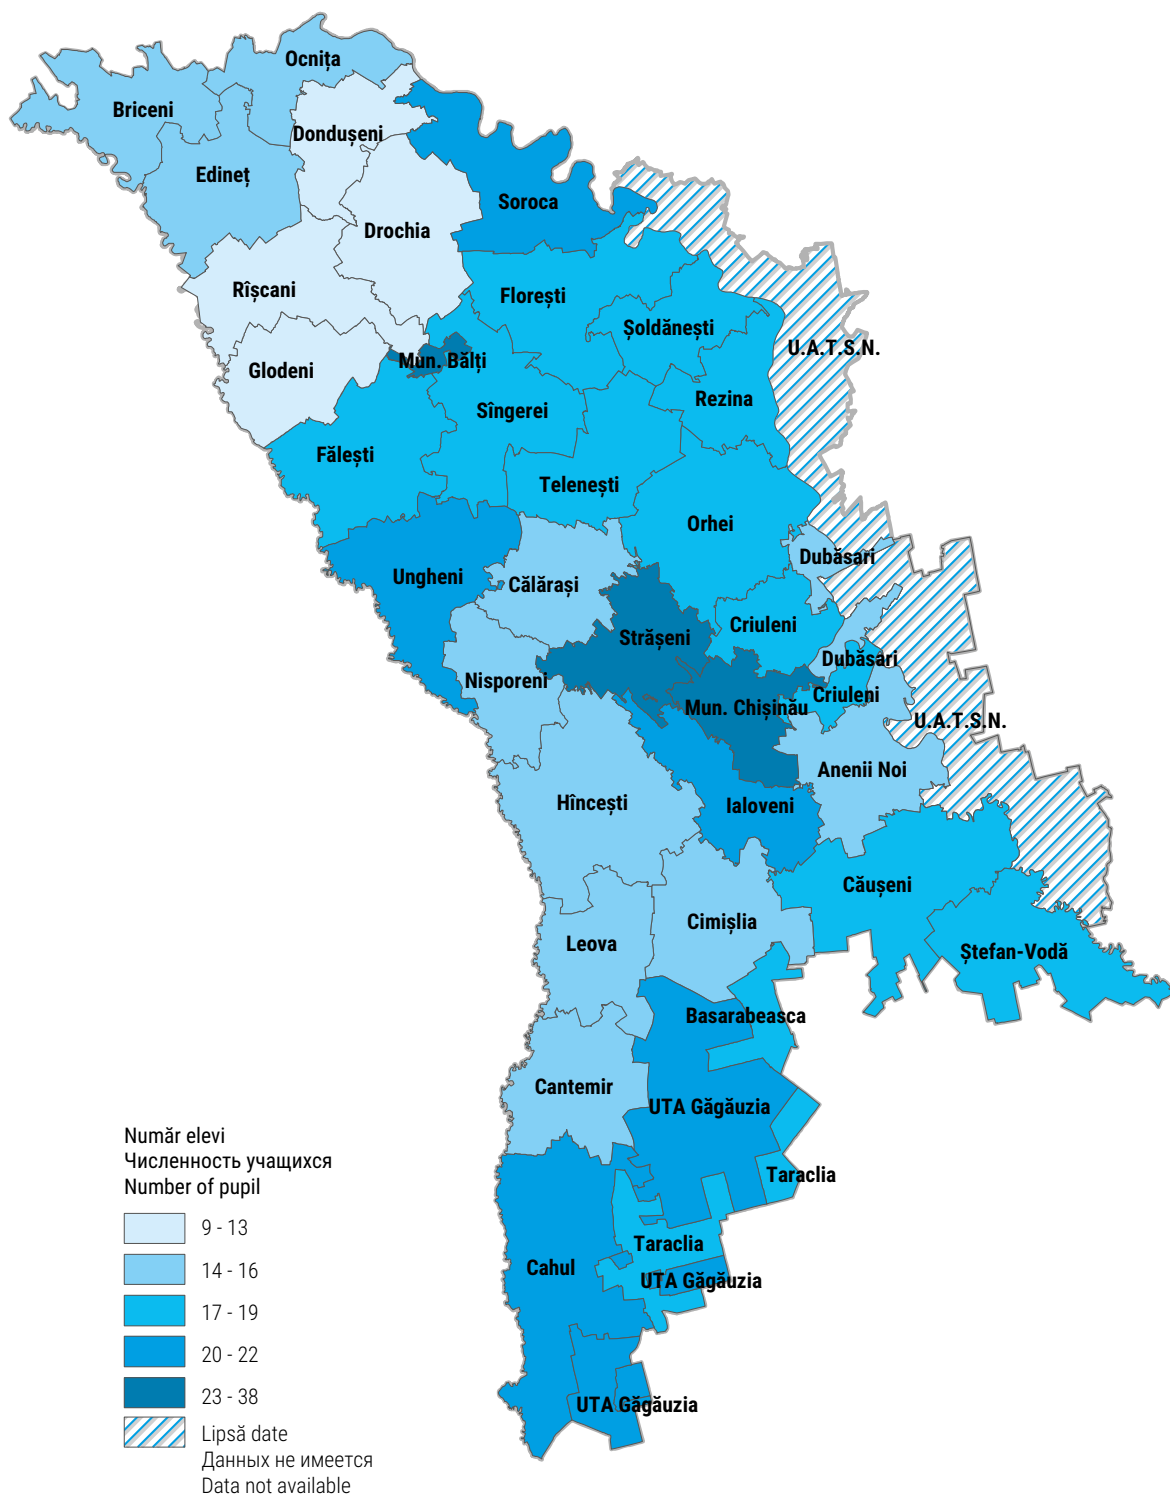 Ocnița
Briceni
Dondușeni
Edineț
Soroca
Drochia
Rîșcani
Florești
Șoldănești
U.A.T.S.N.
Mun. Bălți
Glodeni
Rezina
Sîngerei
Fălești
Telenești
Orhei
Dubăsari
Ungheni
Călărași
Criuleni
Strășeni
Dubăsari
Nisporeni
Criuleni
Mun. Chișinău
U.A.T.S.N.
Anenii Noi
Hîncești
Ialoveni
Căușeni
Cimișlia
Leova
Ștefan-Vodă
Basarabeasca
Cantemir
UTA Găgăuzia
Taraclia
Taraclia
Cahul
UTA Găgăuzia
UTA Găgăuzia
Număr elevi
Численность учащихся
Number of pupil
9 - 13
14 - 16
17 - 19
20 - 22
23 - 38
Lipsă date
Данных не имеется
Data not available